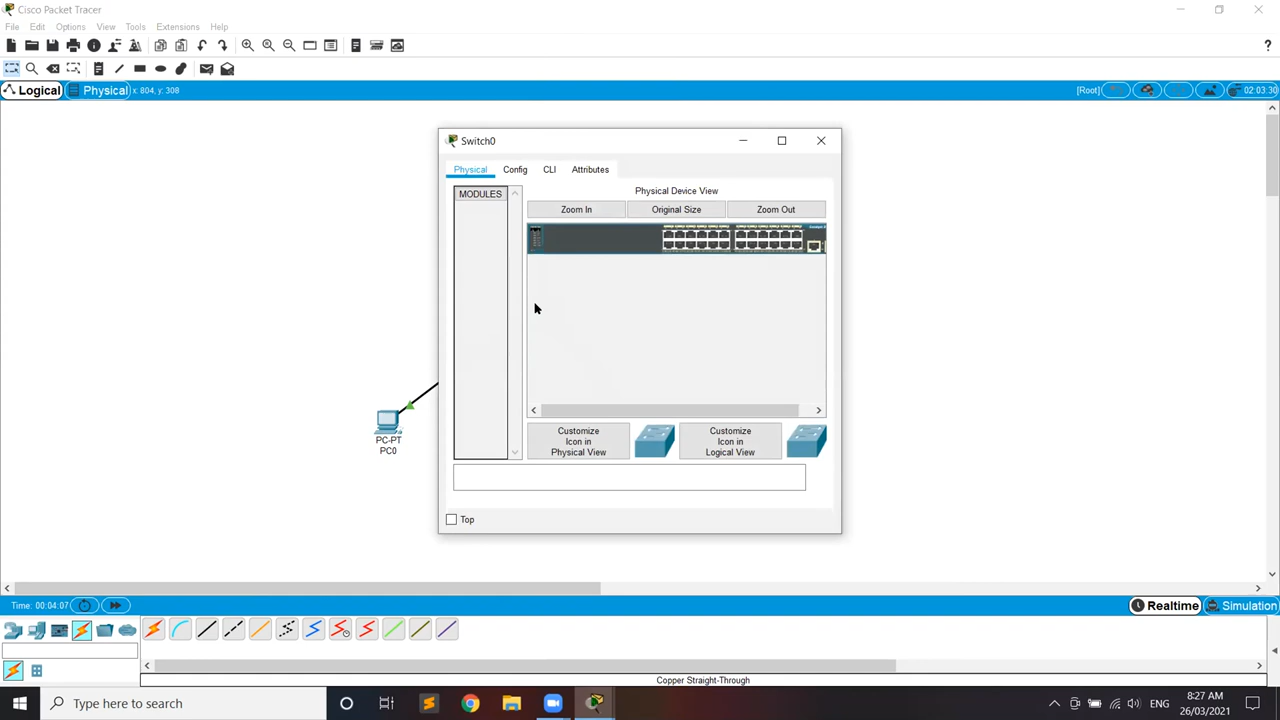 Cisco Packet Tracer
File Edit Options View Tools Extensions Help
?
Logical Physical x: 804, y: 308 [Root] 02:03:30
Switch0
Physical Config CLI Attributes
MODULES
Physical Device View
Zoom In Original Size Zoom Out
Customize
Icon in
Physical View
Customize
Icon in
Logical View
Top
PC-PT
PC0
Time: 00:04:07 Realtime Simulation
Copper Straight-Through
Type here to search
ENG
8:27 AM
26/03/2021